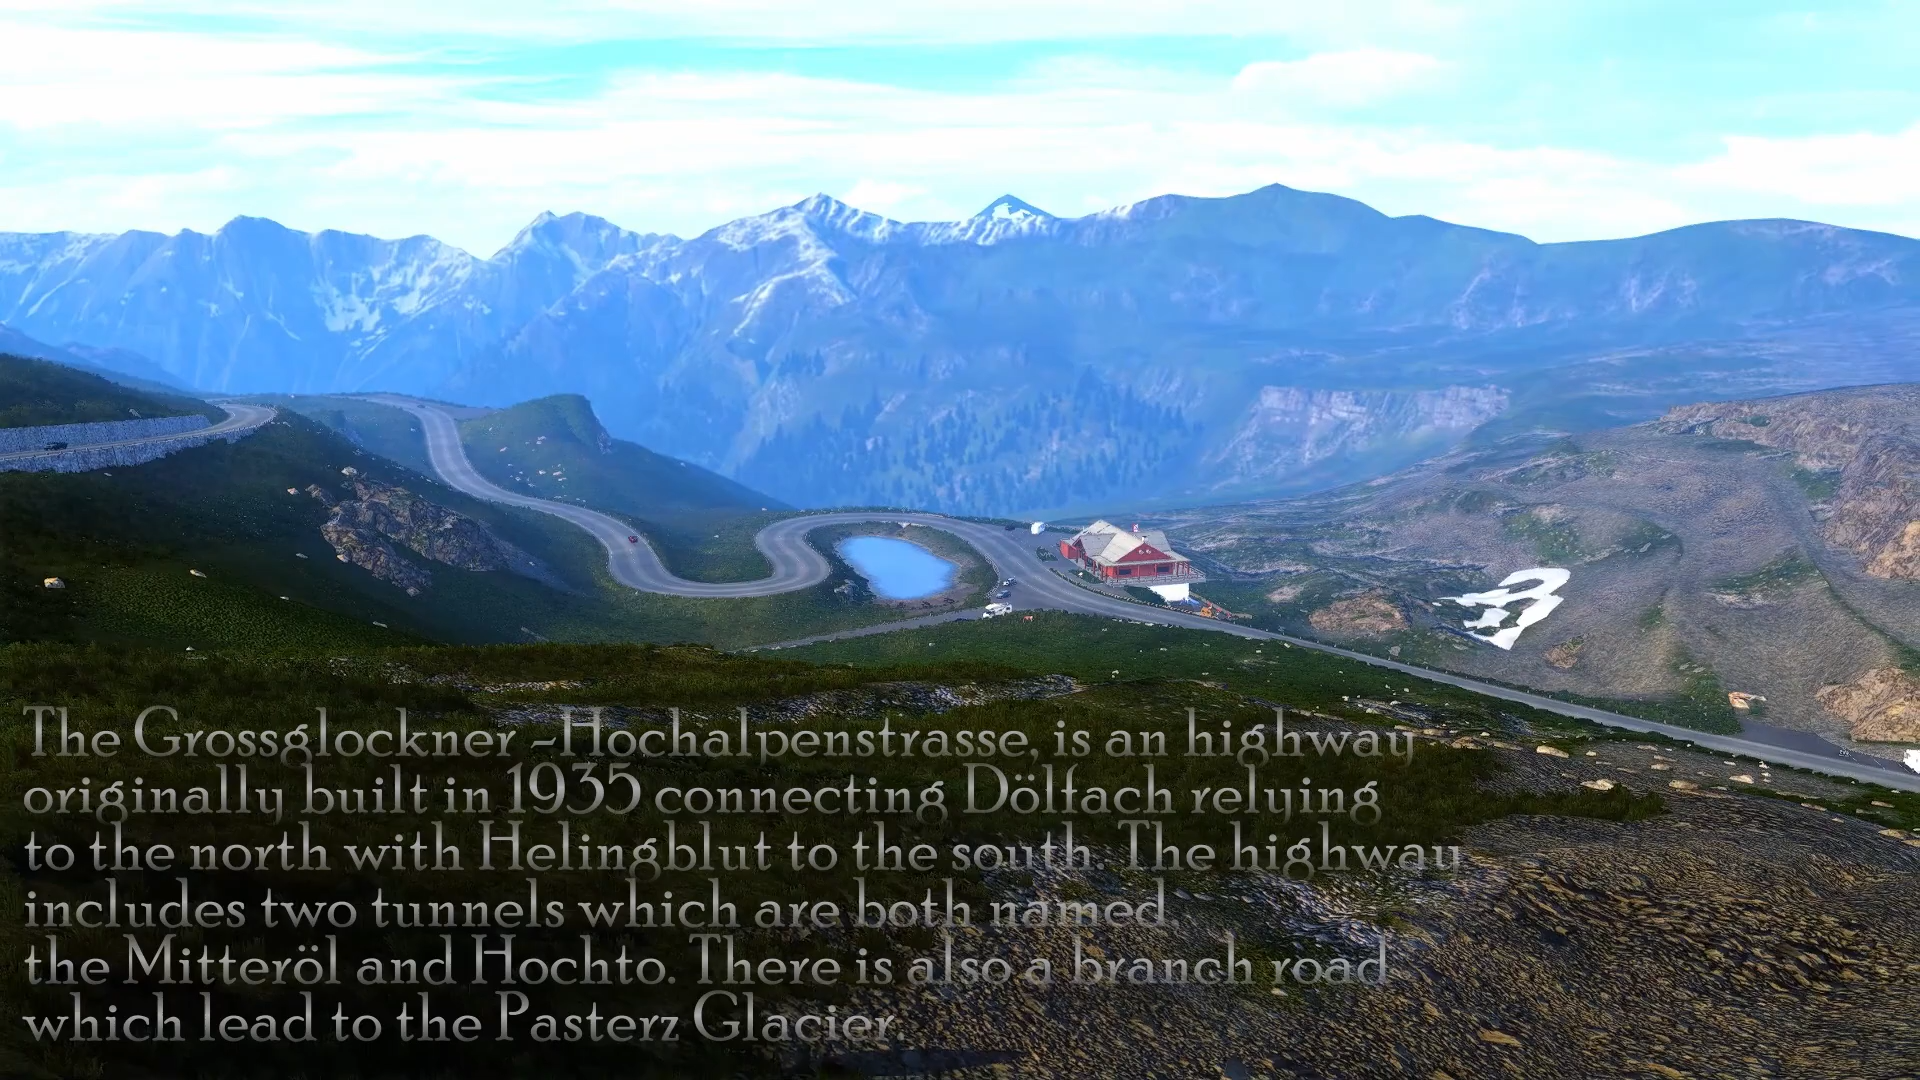 The Grossglockner -Hochalpenstrasse, is an highway
originally built in 1935 connecting Dölfach relying
to the north with Helingblut to the south. The highway
includes two tunnels which are both named
the Mitteröl and Hochto. There is also a branch road
which lead to the Pasterz Glacier.